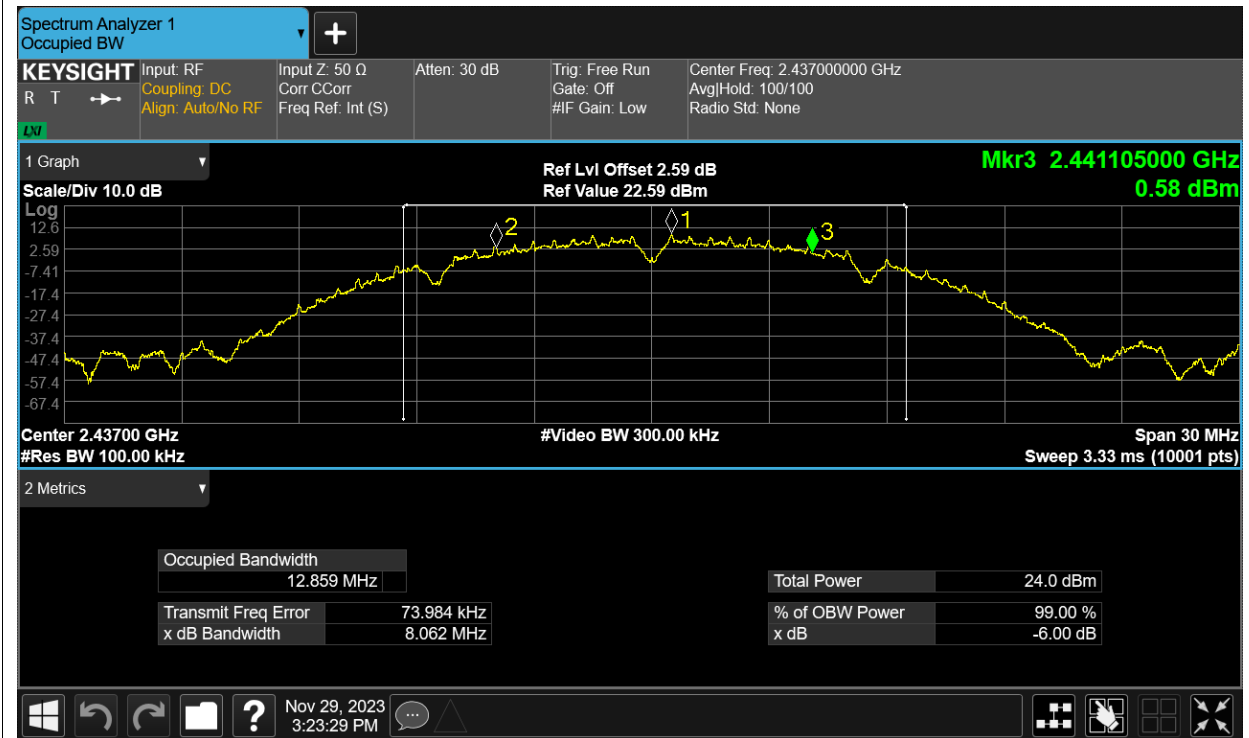 Spectrum Analyzer 1
Occupied BW
KEYSIGHT
R T
LXI
Input: RF
Coupling: DC
Align: Auto/No RF
Input Z: 50 Ω
Corr CCorr
Freq Ref: Int (S)
Atten: 30 dB
Trig: Free Run
Gate: Off
#IF Gain: Low
Center Freq: 2.437000000 GHz
Avg|Hold: 100/100
Radio Std: None
1 Graph
Scale/Div 10.0 dB
Ref Lvl Offset 2.59 dB
Ref Value 22.59 dBm
Mkr3 2.441105000 GHz
0.58 dBm
Log
12.6
2.59
-7.41
-17.4
-27.4
-37.4
-47.4
-57.4
-67.4
2
1
3
Center 2.43700 GHz
#Res BW 100.00 kHz
#Video BW 300.00 kHz
Span 30 MHz
Sweep 3.33 ms (10001 pts)
2 Metrics
Occupied Bandwidth
12.859 MHz
Transmit Freq Error 73.984 kHz
x dB Bandwidth 8.062 MHz
Total Power 24.0 dBm
% of OBW Power 99.00 %
x dB -6.00 dB
?
Nov 29, 2023
3:23:29 PM